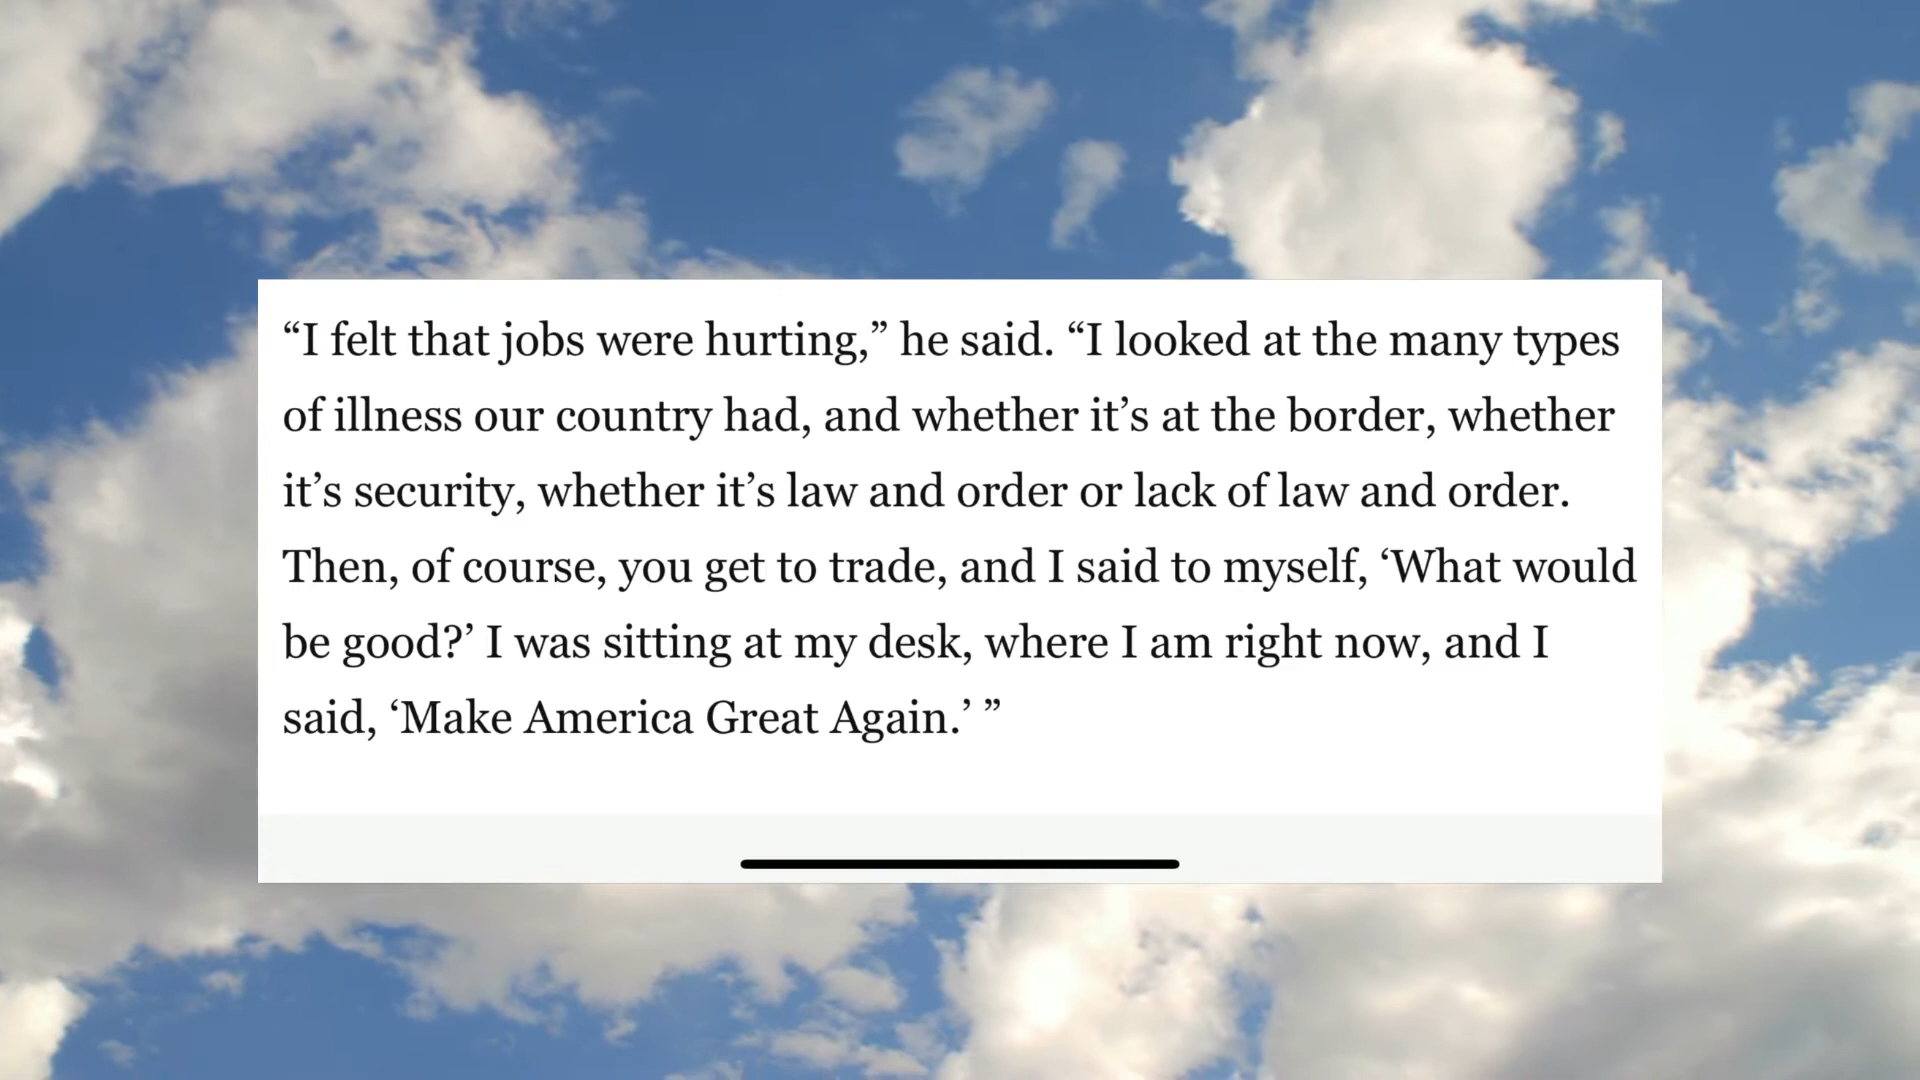 “I felt that jobs were hurting,” he said. “I looked at the many types
of illness our country had, and whether it’s at the border, whether
it’s security, whether it’s law and order or lack of law and order.
Then, of course, you get to trade, and I said to myself, ‘What would
be good?’ I was sitting at my desk, where I am right now, and I
said, ‘Make America Great Again.’ ”